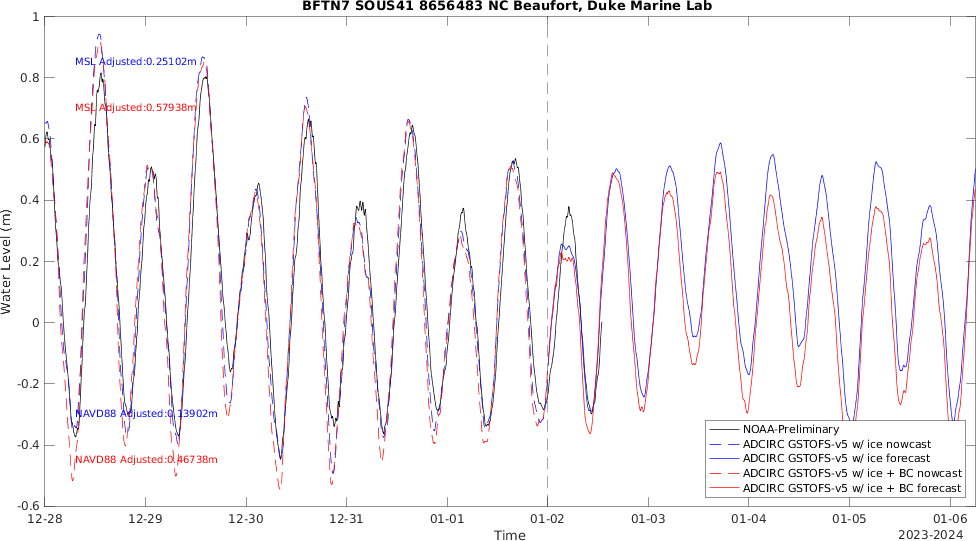 BFTN7 SOUS41 8656483 NC Beaufort, Duke Marine Lab
1
0.8
0.6
0.4
0.2
0
-0.2
-0.4
-0.6
Water Level (m)
MSL Adjusted:0.25102m
MSL Adjusted:0.57938m
NAVD88 Adjusted:0.13902m
NAVD88 Adjusted:0.46738m
NOAA-Preliminary
ADCIRC GSTOFS-v5 w/ ice nowcast
ADCIRC GSTOFS-v5 w/ ice forecast
ADCIRC GSTOFS-v5 w/ ice + BC nowcast
ADCIRC GSTOFS-v5 w/ ice + BC forecast
12-28 12-29 12-30 12-31 01-01 01-02 01-03 01-04 01-05 01-06
Time
2023-2024